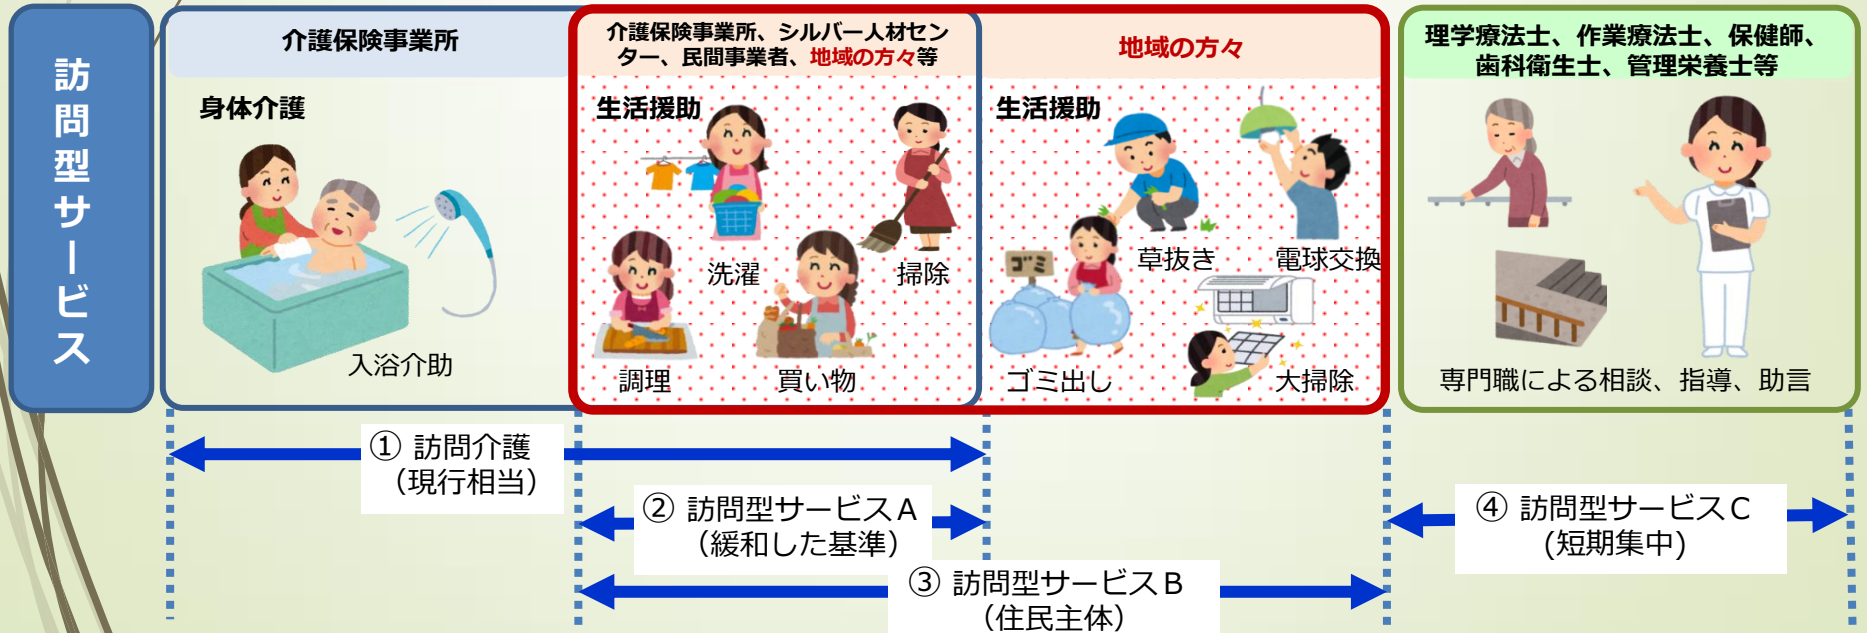 訪問型サービス
介護保険事業所
身体介護
入浴介助
介護保険事業所、シルバー人材セン
ター、民間事業者、地域の方々等
生活援助
洗濯
掃除
調理
買い物
地域の方々
生活援助
草抜き
電球交換
ゴミ
ゴミ出し
大掃除
理学療法士、作業療法士、保健師、
歯科衛生士、管理栄養士等
専門職による相談、指導、助言
① 訪問介護
（現行相当）
② 訪問型サービスA
（緩和した基準）
③ 訪問型サービスB
（住民主体）
④ 訪問型サービスC
(短期集中)